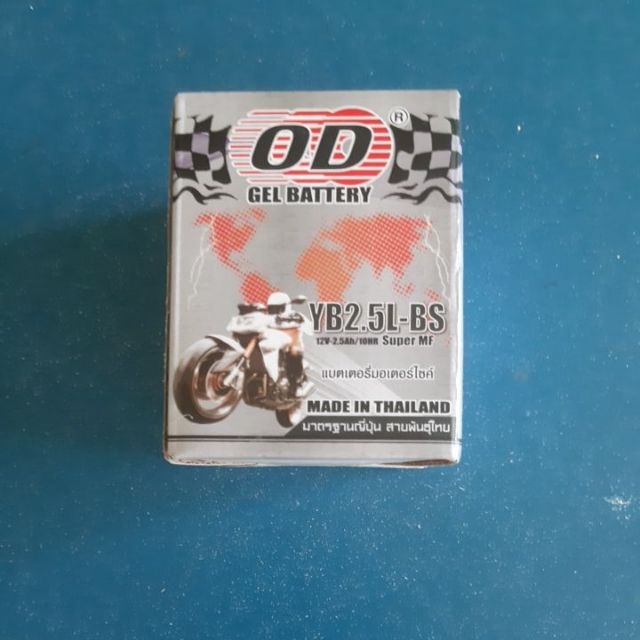 OD ®
GEL BATTERY
YB2.5L-BS
12V-2.5Ah/10HR Super MF
แบตเตอรี่มอเตอร์ไซค์
MADE IN THAILAND
มาตรฐานญี่ปุ่น สายพันธุ์ไทย